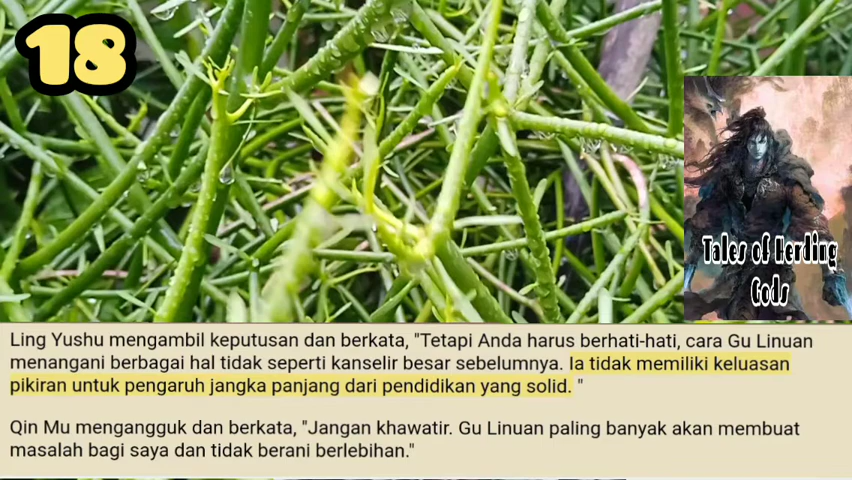 18
Tales of Herding
Gods
Ling Yushu mengambil keputusan dan berkata, "Tetapi Anda harus berhati-hati, cara Gu Linuan
menangani berbagai hal tidak seperti kanselir besar sebelumnya. Ia tidak memiliki keluasan
pikiran untuk pengaruh jangka panjang dari pendidikan yang solid. "
Qin Mu mengangguk dan berkata, "Jangan khawatir. Gu Linuan paling banyak akan membuat
masalah bagi saya dan tidak berani berlebihan."